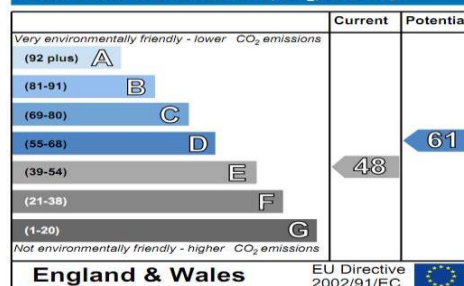 Current Potentia
Very environmentally friendly - lower CO2 emissions
(92 plus) A
(81-91) B
(69-80) C
(55-68) D
61
(39-54) E
48
(21-38) F
(1-20) G
Not environmentally friendly - higher CO2 emissions
England & Wales
EU Directive
2002/91/EC